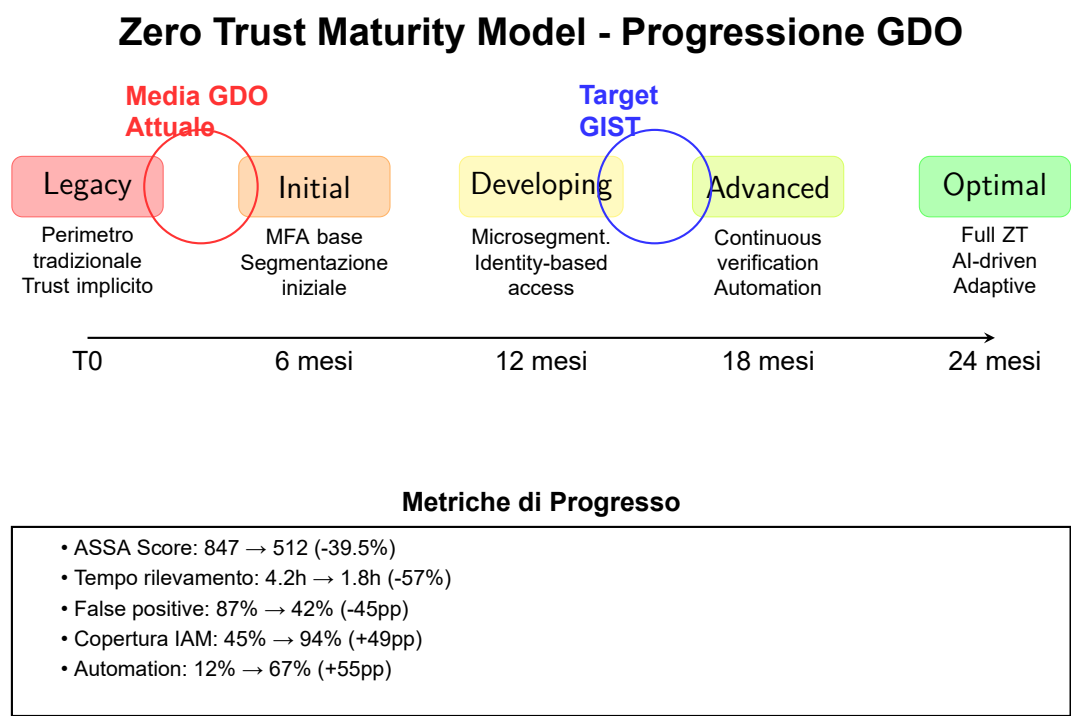 Zero Trust Maturity Model - Progressione GDO
Media GDO
Attuale
Target
GIST
Legacy
Initial
Developing
Advanced
Optimal
Perimetro
tradizionale
Trust implicito
MFA base
Segmentazione
iniziale
Microsegment.
Identity-based
access
Continuous
verification
Automation
Full ZT
AI-driven
Adaptive
T0
6 mesi
12 mesi
18 mesi
24 mesi
Metriche di Progresso
• ASSA Score: 847 → 512 (-39.5%)
• Tempo rilevamento: 4.2h → 1.8h (-57%)
• False positive: 87% → 42% (-45pp)
• Copertura IAM: 45% → 94% (+49pp)
• Automation: 12% → 67% (+55pp)